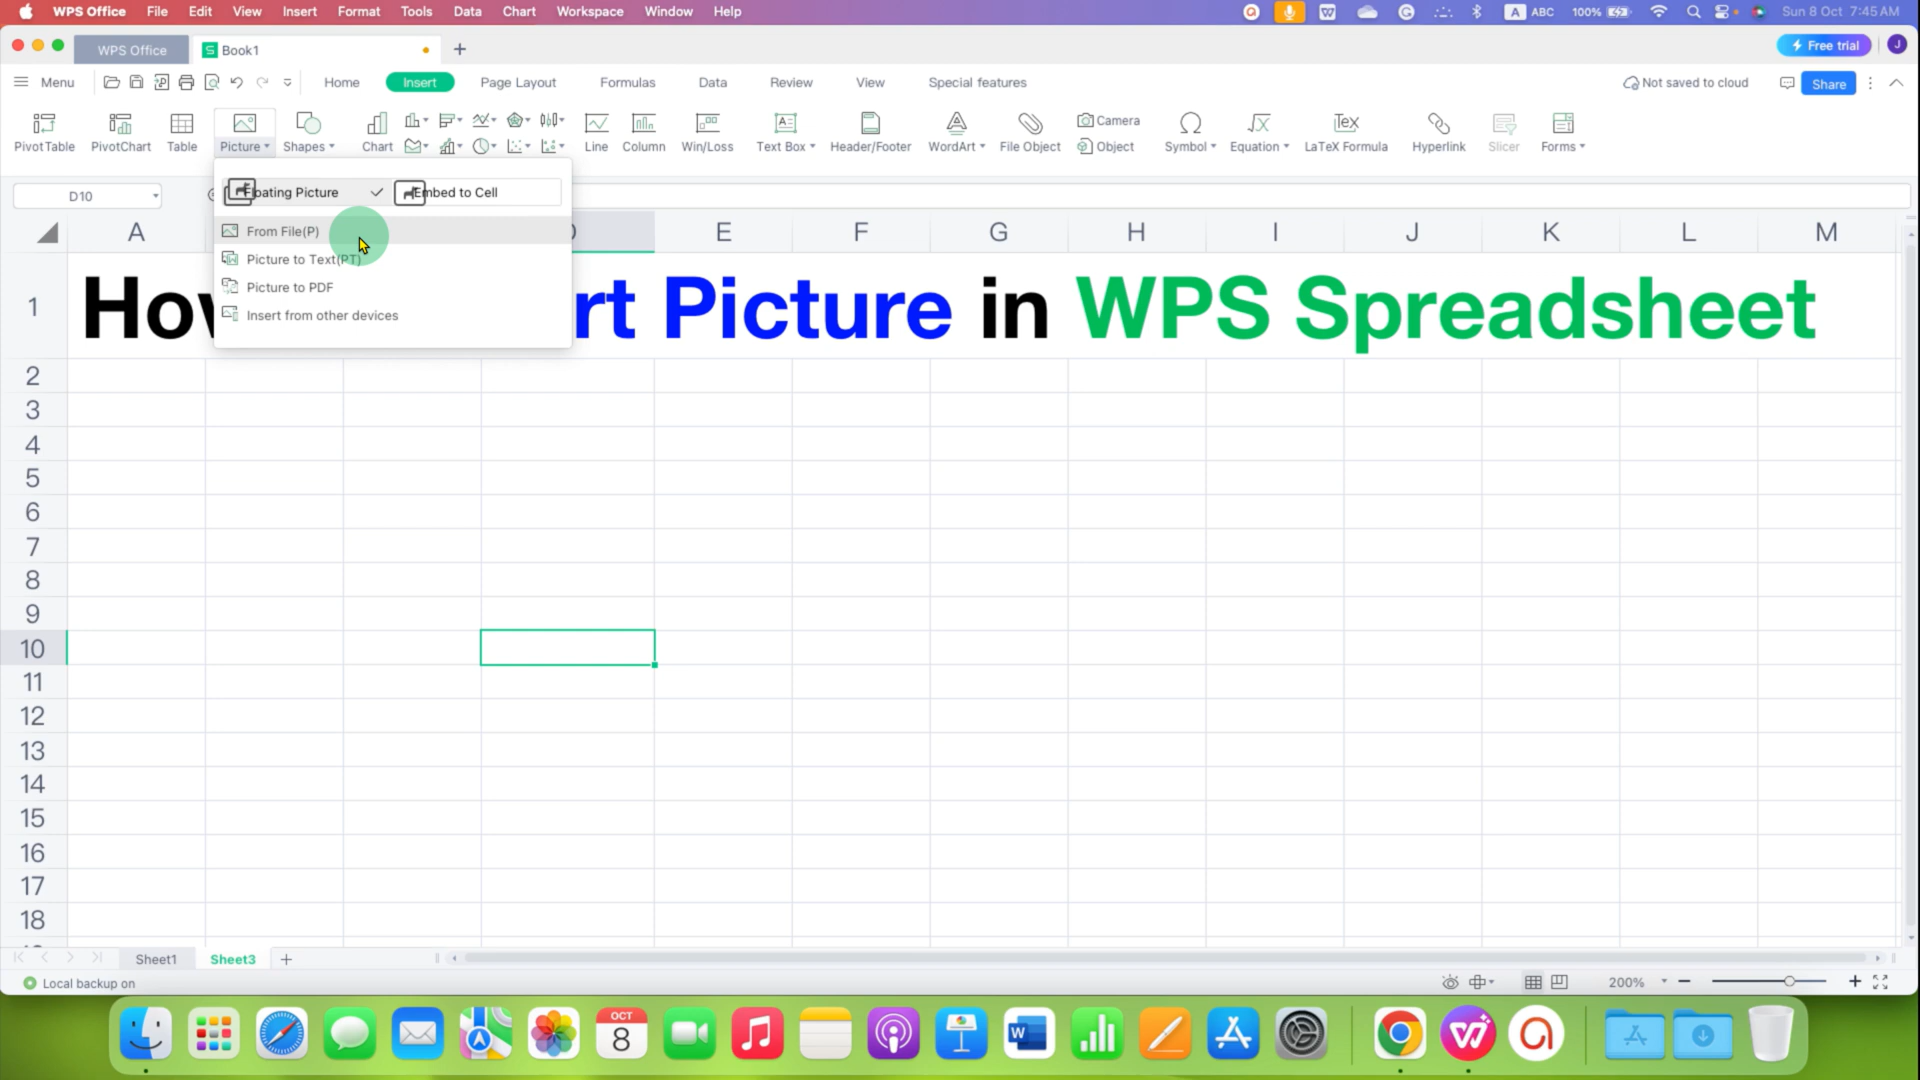 WPS Office File Edit View Insert Format Tools Data Chart Workspace Window Help A ABC 100% Sun 8 Oct 7:45 AM
WPS Office S Book1 + Free trial J
Menu Home Insert Page Layout Formulas Data Review View Special features Not saved to cloud Share
PivotTable PivotChart Table Picture Shapes Chart Line Column Win/Loss Text Box Header/Footer WordArt File Object Camera Object Symbol Equation LaTeX Formula Hyperlink Slicer Forms
D10
Floating Picture Embed to Cell
From File(P)
Picture to Text(PT)
Picture to PDF
Insert from other devices
A D E F G H I J K L M
1 How rt Picture in WPS Spreadsheet
2
3
4
5
6
7
8
9
10
11
12
13
14
15
16
17
18
Sheet1 Sheet3 +
Local backup on 200%
OCT
8
W